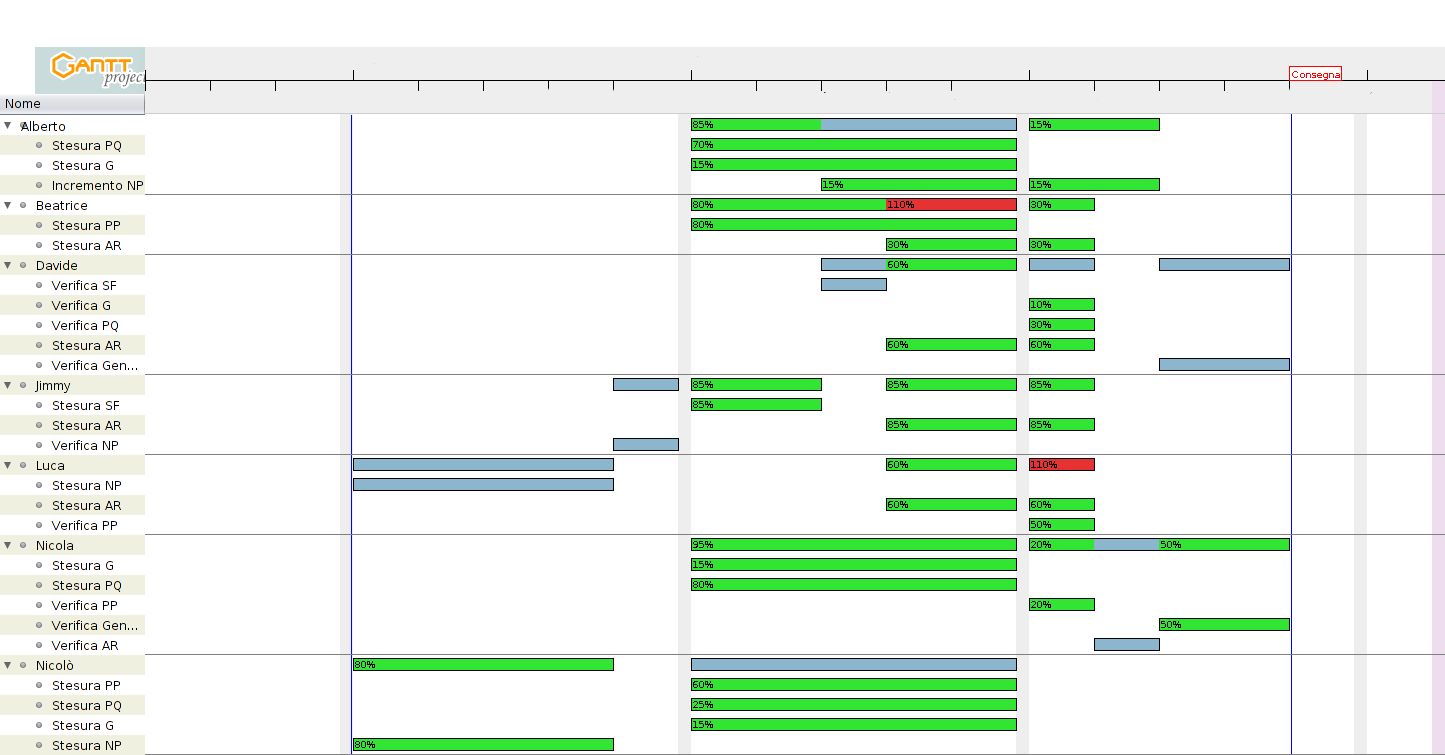 GANTT
project
Consegna
Nome
Alberto 85% 15%
Stesura PQ 70%
Stesura G 15%
Incremento NP 15% 15%
Beatrice 80% 110% 30%
Stesura PP 80%
Stesura AR 30% 30%
Davide 60%
Verifica SF
Verifica G 10%
Verifica PQ 30%
Stesura AR 60% 60%
Verifica Gen...
Jimmy 85% 85% 85%
Stesura SF 85%
Stesura AR 85% 85%
Verifica NP
Luca 60% 110%
Stesura NP
Stesura AR 60% 60%
Verifica PP 50%
Nicola 95% 20% 50%
Stesura G 15%
Stesura PQ 80%
Verifica PP 20%
Verifica Gen... 50%
Verifica AR
Nicolò 80%
Stesura PP 60%
Stesura PQ 25%
Stesura G 15%
Stesura NP 80%